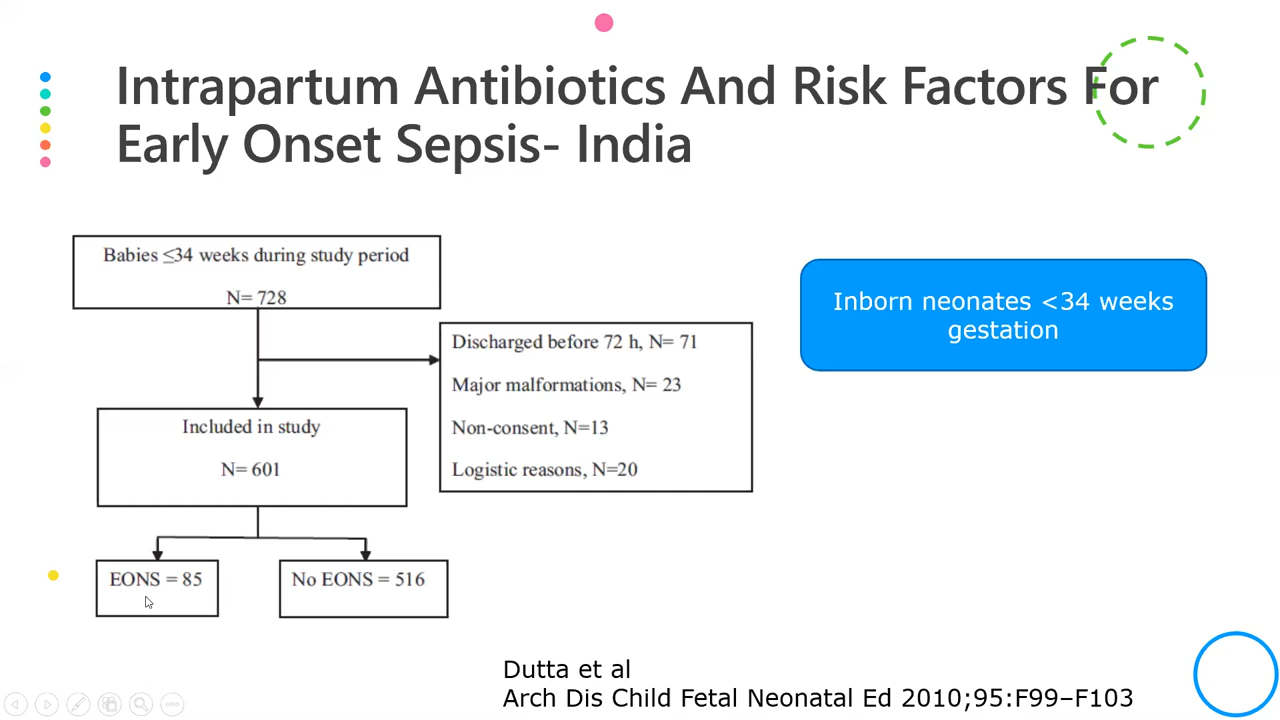 Intrapartum Antibiotics And Risk Factors For
Early Onset Sepsis- India
Babies ≤34 weeks during study period
N= 728
Discharged before 72 h, N= 71
Major malformations, N= 23
Non-consent, N=13
Logistic reasons, N=20
Included in study
N= 601
EONS = 85
No EONS = 516
Inborn neonates <34 weeks
gestation
Dutta et al
Arch Dis Child Fetal Neonatal Ed 2010;95:F99–F103